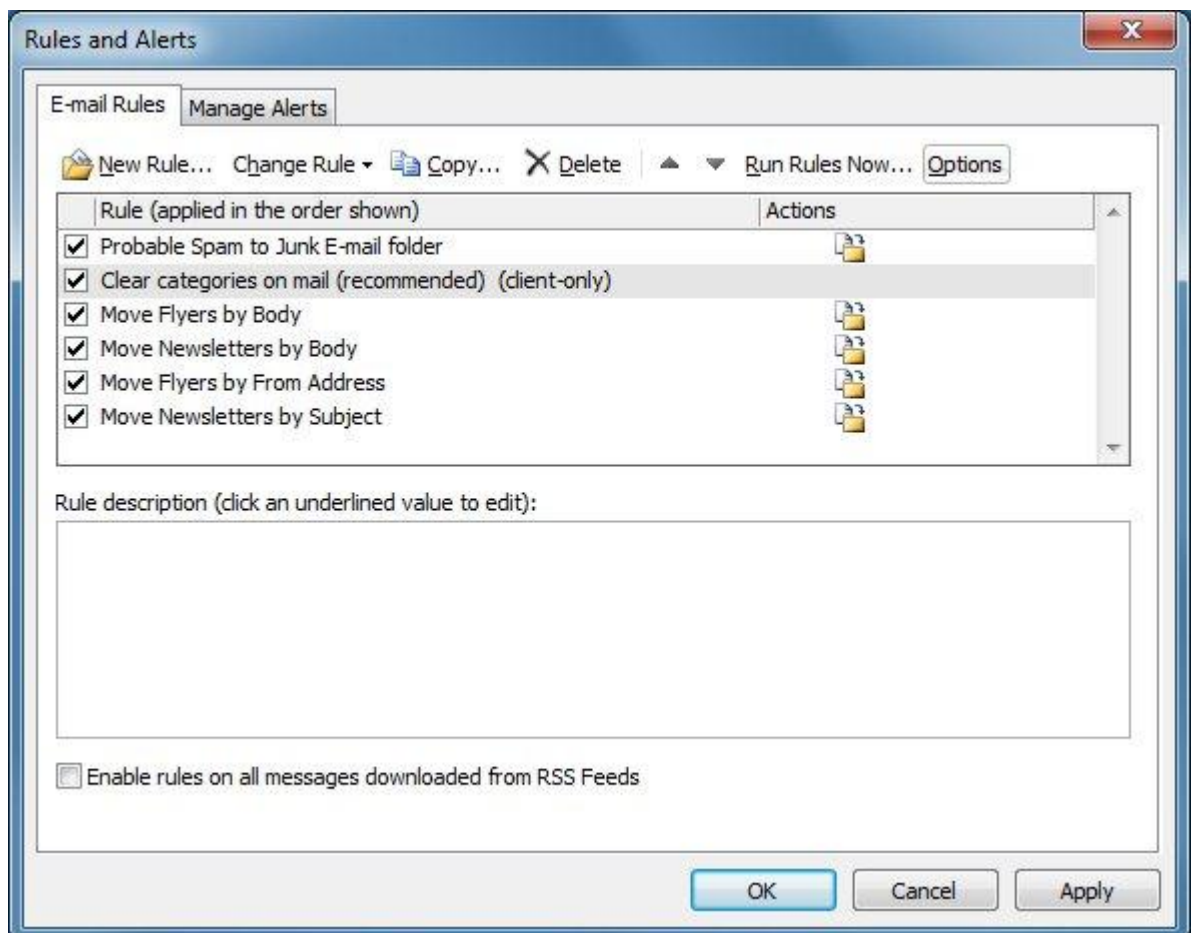 Rules and Alerts
E-mail Rules Manage Alerts
New Rule... Change Rule Copy... Delete Run Rules Now... Options
Rule (applied in the order shown) Actions
Probable Spam to Junk E-mail folder
Clear categories on mail (recommended) (client-only)
Move Flyers by Body
Move Newsletters by Body
Move Flyers by From Address
Move Newsletters by Subject
Rule description (click an underlined value to edit):
Enable rules on all messages downloaded from RSS Feeds
OK Cancel Apply